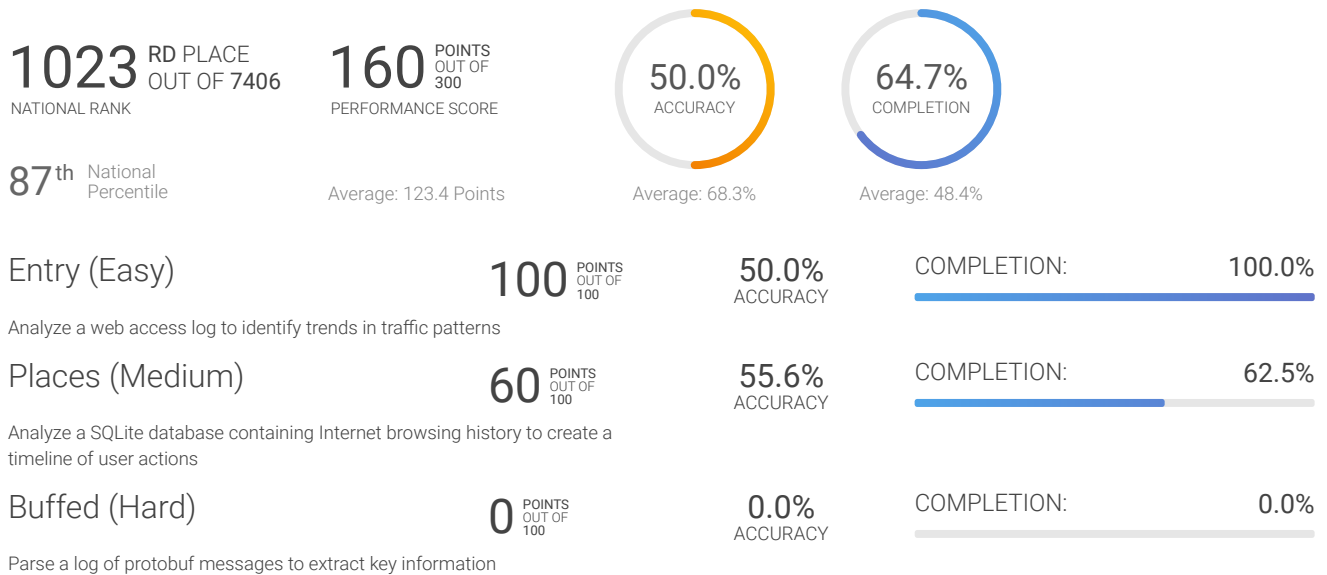 1023 RD PLACE
OUT OF 7406
NATIONAL RANK
160 POINTS
OUT OF
300
PERFORMANCE SCORE
50.0%
ACCURACY
64.7%
COMPLETION
87th National
Percentile
Average: 123.4 Points
Average: 68.3%
Average: 48.4%
Entry (Easy)
100 POINTS
OUT OF
100
50.0%
ACCURACY
COMPLETION: 100.0%
Analyze a web access log to identify trends in traffic patterns
Places (Medium)
60 POINTS
OUT OF
100
55.6%
ACCURACY
COMPLETION: 62.5%
Analyze a SQLite database containing Internet browsing history to create a
timeline of user actions
Buffed (Hard)
0 POINTS
OUT OF
100
0.0%
ACCURACY
COMPLETION: 0.0%
Parse a log of protobuf messages to extract key information